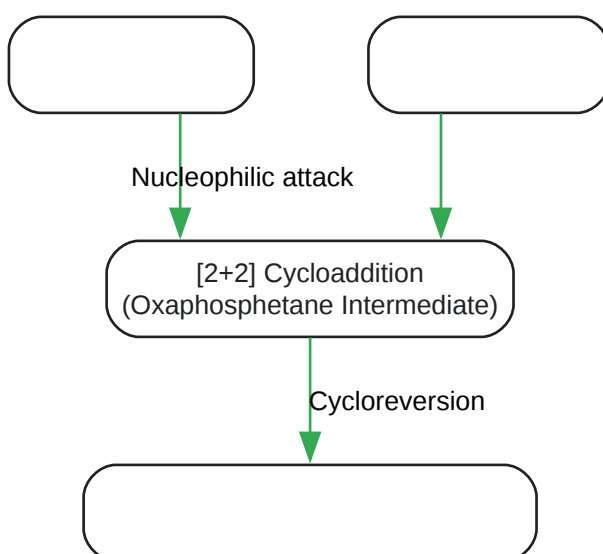 Nucleophilic attack
[2+2] Cycloaddition
(Oxaphosphetane Intermediate)
Cycloreversion